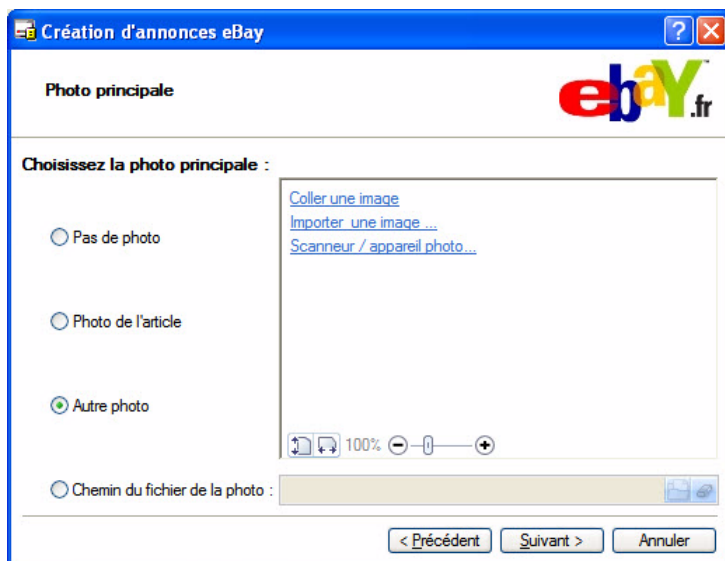 Création d'annonces eBay
Photo principale
ebaY.fr
Choisissez la photo principale :
Coller une image
Importer une image ...
Scanneur / appareil photo...
Pas de photo
Photo de l'article
Autre photo
100%
Chemin du fichier de la photo :
< Précédent
Suivant >
Annuler